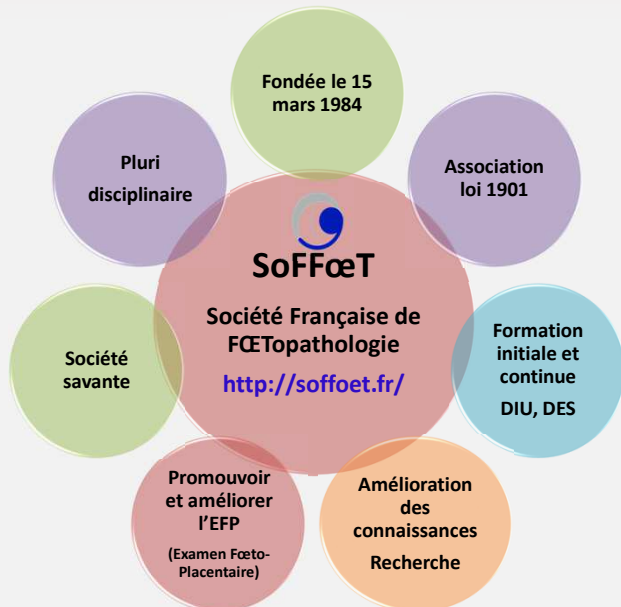 Fondée le 15
mars 1984
Pluri
disciplinaire
Association
loi 1901
SoFFœT
Société Française de
FŒTopathologie
http://soffoet.fr/
Formation
initiale et
continue
DIU, DES
Société
savante
Promouvoir
et améliorer
l'EFP
(Examen Fœto-
Placentaire)
Amélioration
des
connaissances
Recherche